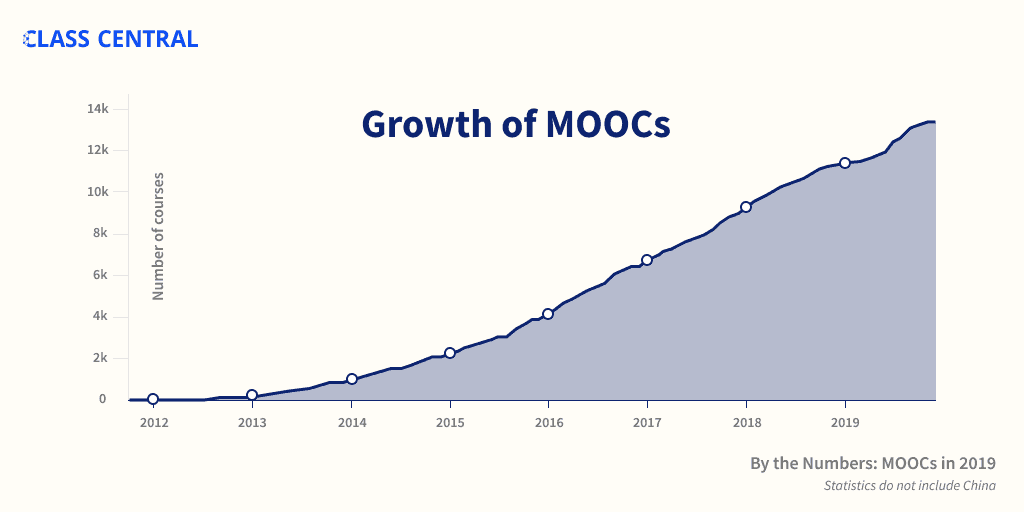 CLASS CENTRAL
Growth of MOOCs
Number of courses
14k
12k
10k
8k
6k
4k
2k
0
2012 2013 2014 2015 2016 2017 2018 2019
By the Numbers: MOOCs in 2019
Statistics do not include China